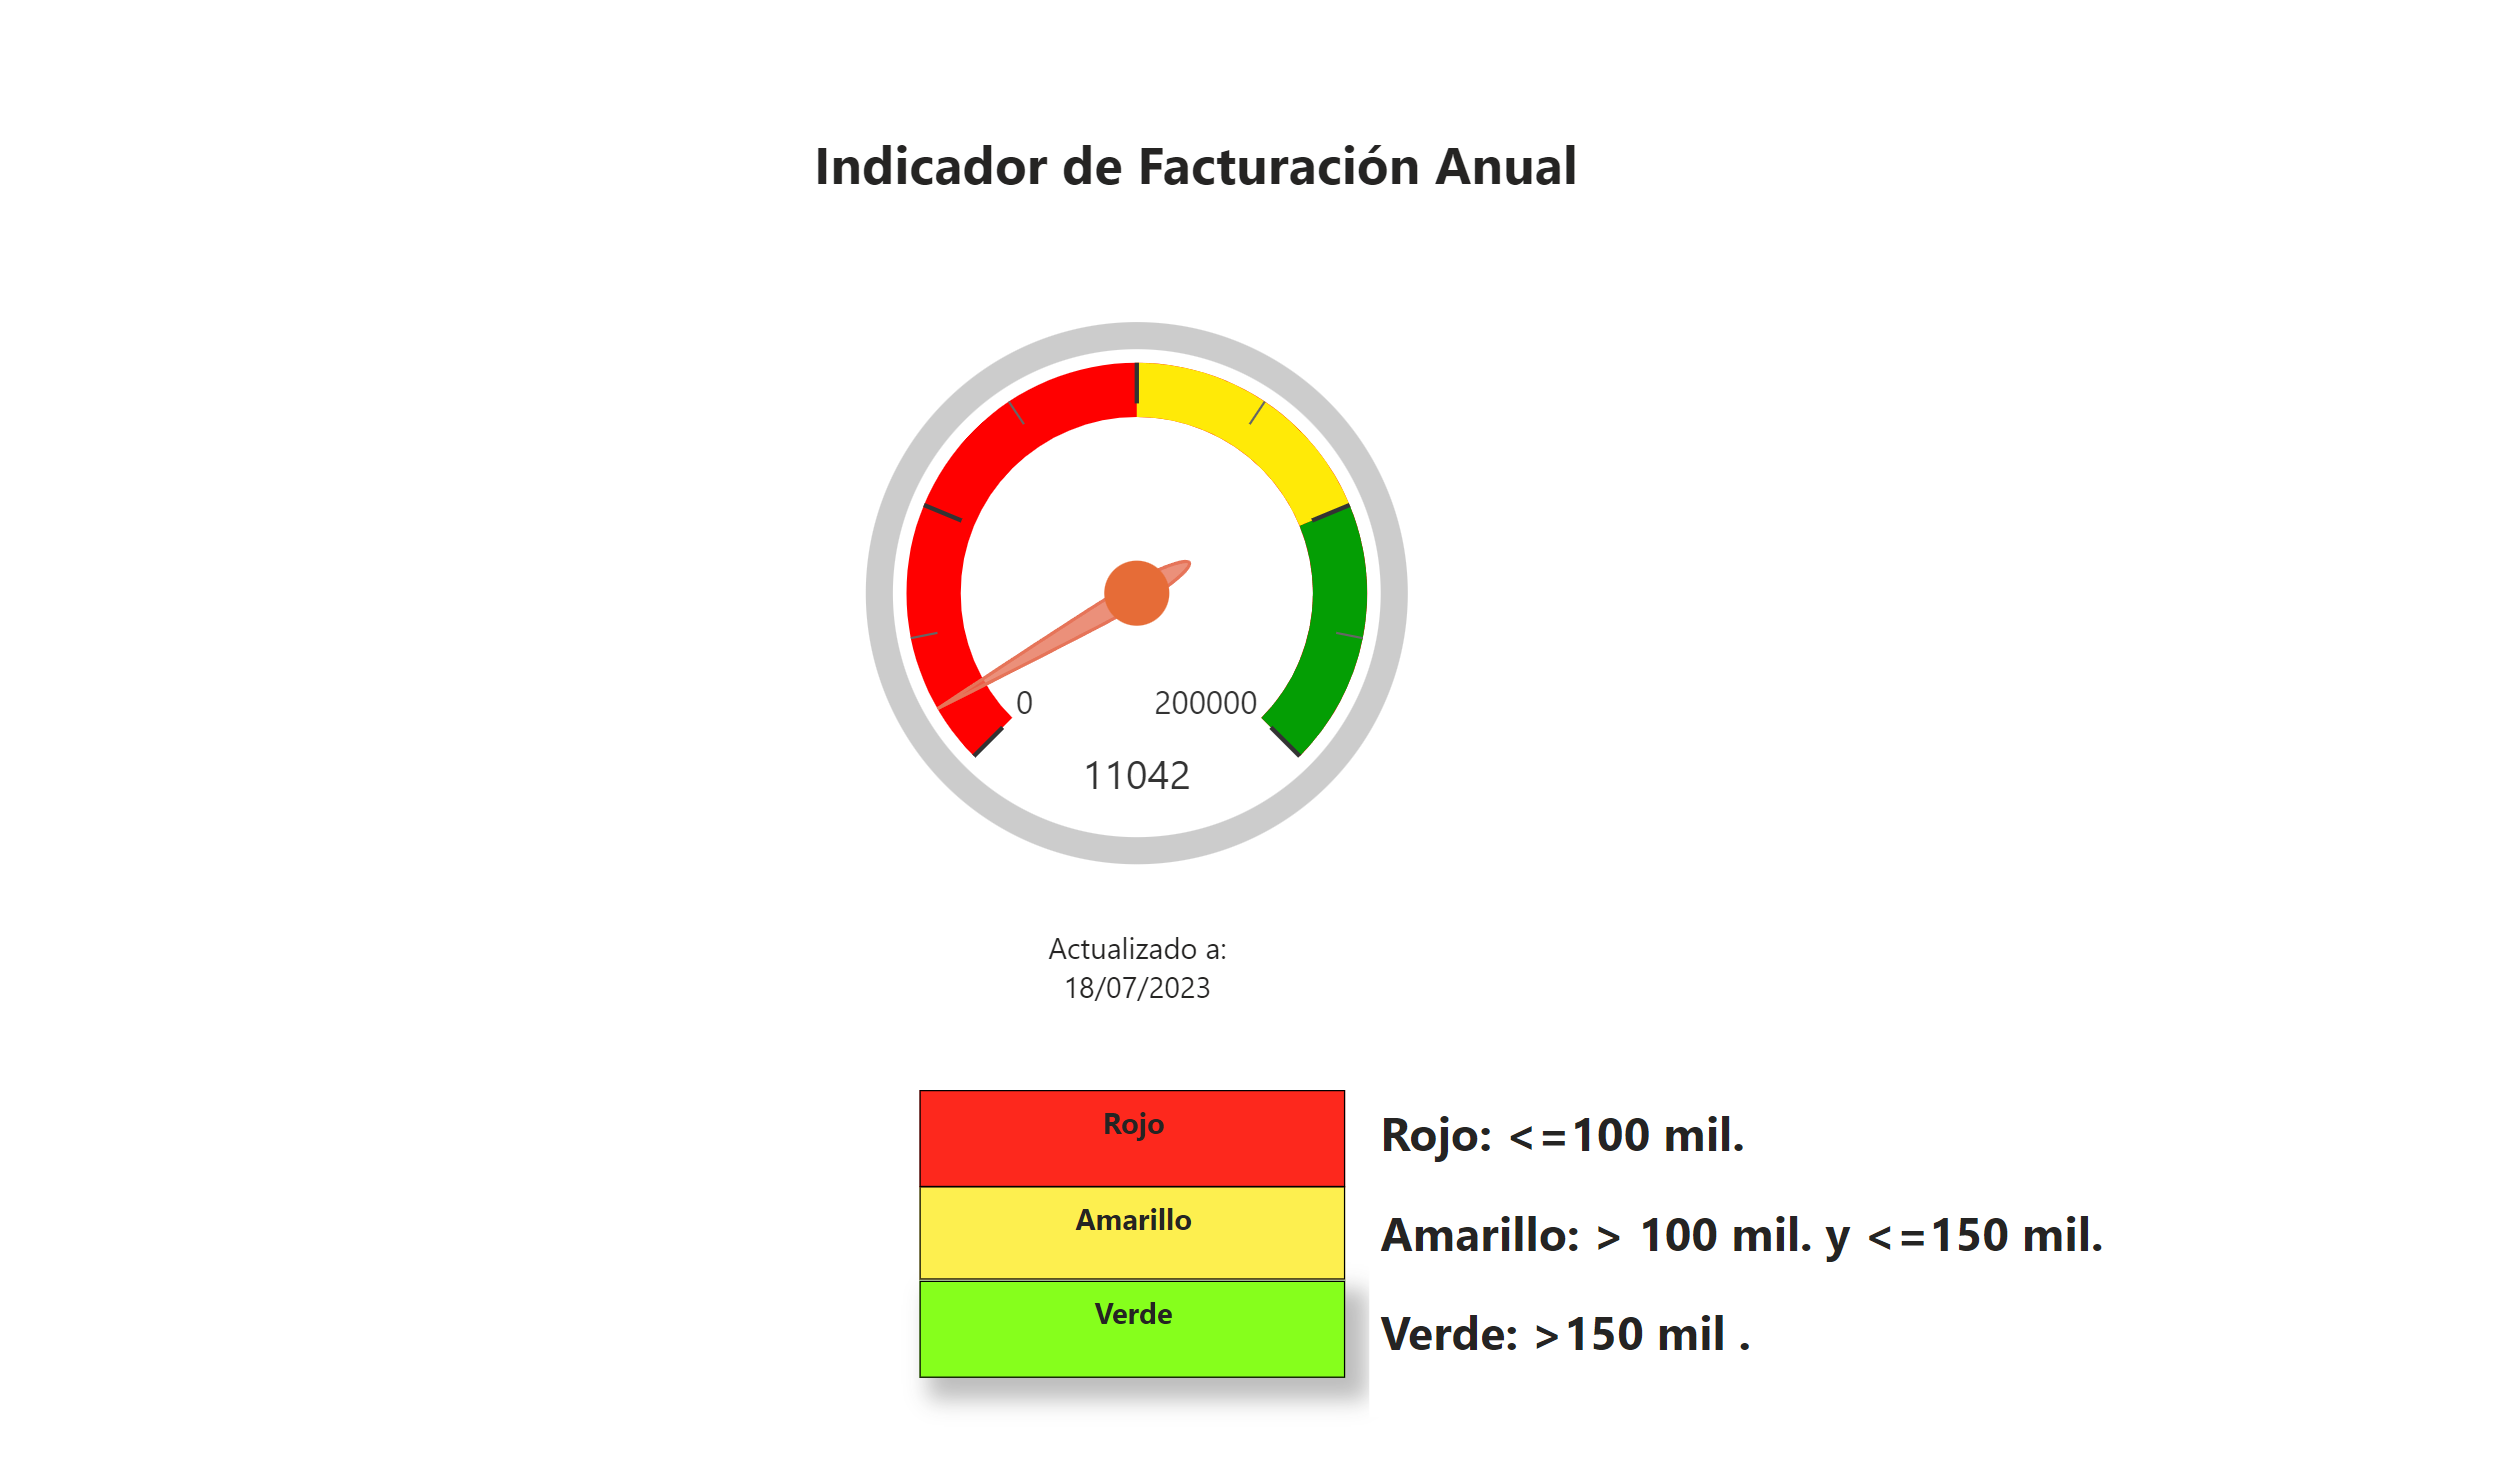 Indicador de Facturación Anual
0
200000
11042
Actualizado a:
18/07/2023
Rojo
Rojo: <=100 mil.
Amarillo
Amarillo: > 100 mil. y <=150 mil.
Verde
Verde: >150 mil .